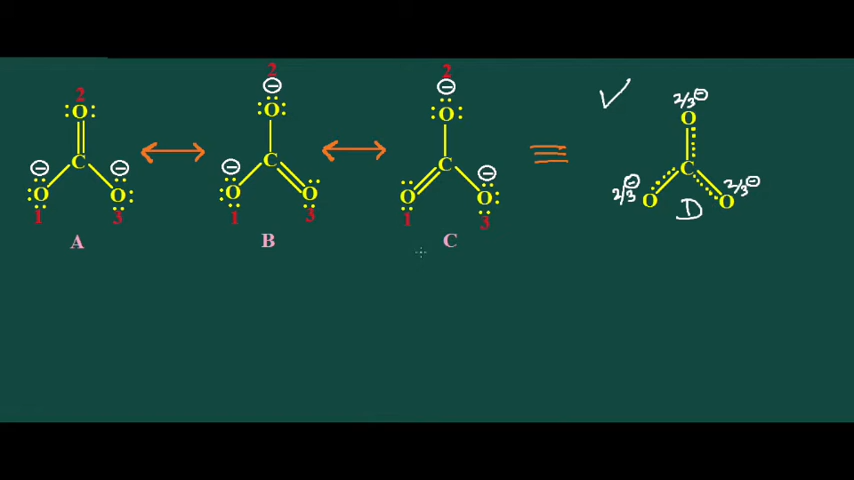 2 2 2
O O O 2/3⊖ O
⊖ ⊖ ⊖ ⊖
C C C C
⊖ ⊖ ⊖ ⊖
O O O O O O 2/3⊖ O O 2/3⊖
1 3 1 3 1 3
A B C D